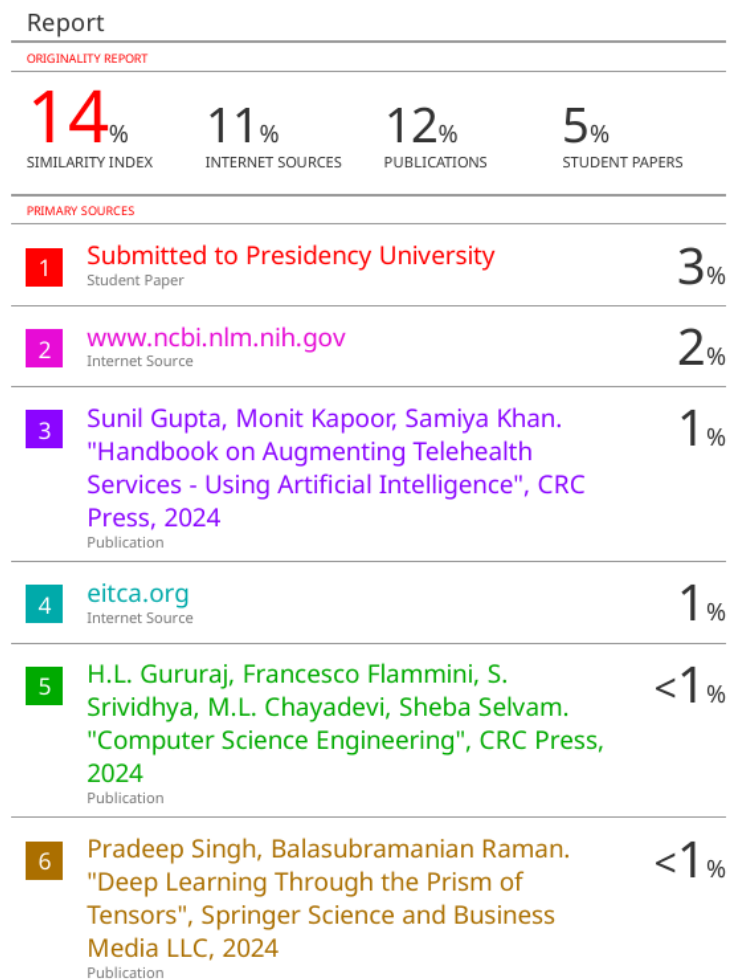 Report
ORIGINALITY REPORT
14% 11% 12% 5%
SIMILARITY INDEX INTERNET SOURCES PUBLICATIONS STUDENT PAPERS
PRIMARY SOURCES
1 Submitted to Presidency University 3%
Student Paper
2 www.ncbi.nlm.nih.gov 2%
Internet Source
3 Sunil Gupta, Monit Kapoor, Samiya Khan. 1%
"Handbook on Augmenting Telehealth
Services - Using Artificial Intelligence", CRC
Press, 2024
Publication
4 eitca.org 1%
Internet Source
5 H.L. Gururaj, Francesco Flammini, S. <1%
Srividhya, M.L. Chayadevi, Sheba Selvam.
"Computer Science Engineering", CRC Press,
2024
Publication
6 Pradeep Singh, Balasubramanian Raman. <1%
"Deep Learning Through the Prism of
Tensors", Springer Science and Business
Media LLC, 2024
Publication